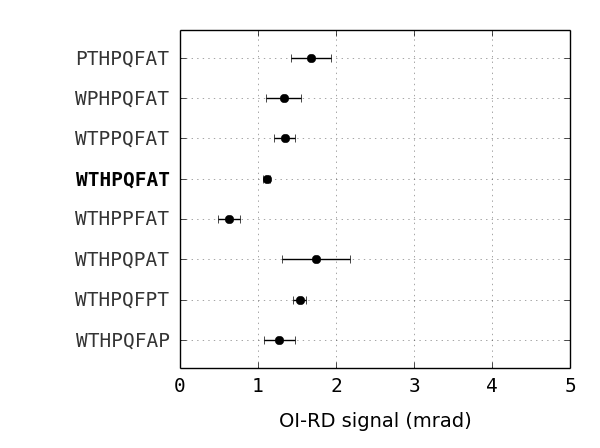 PTHPQFAT
WPHPQFAT
WTPPQFAT
WTHPQFAT
WTHPPFAT
WTHPQPAT
WTHPQFPT
WTHPQFAP
0 1 2 3 4 5
OI-RD signal (mrad)